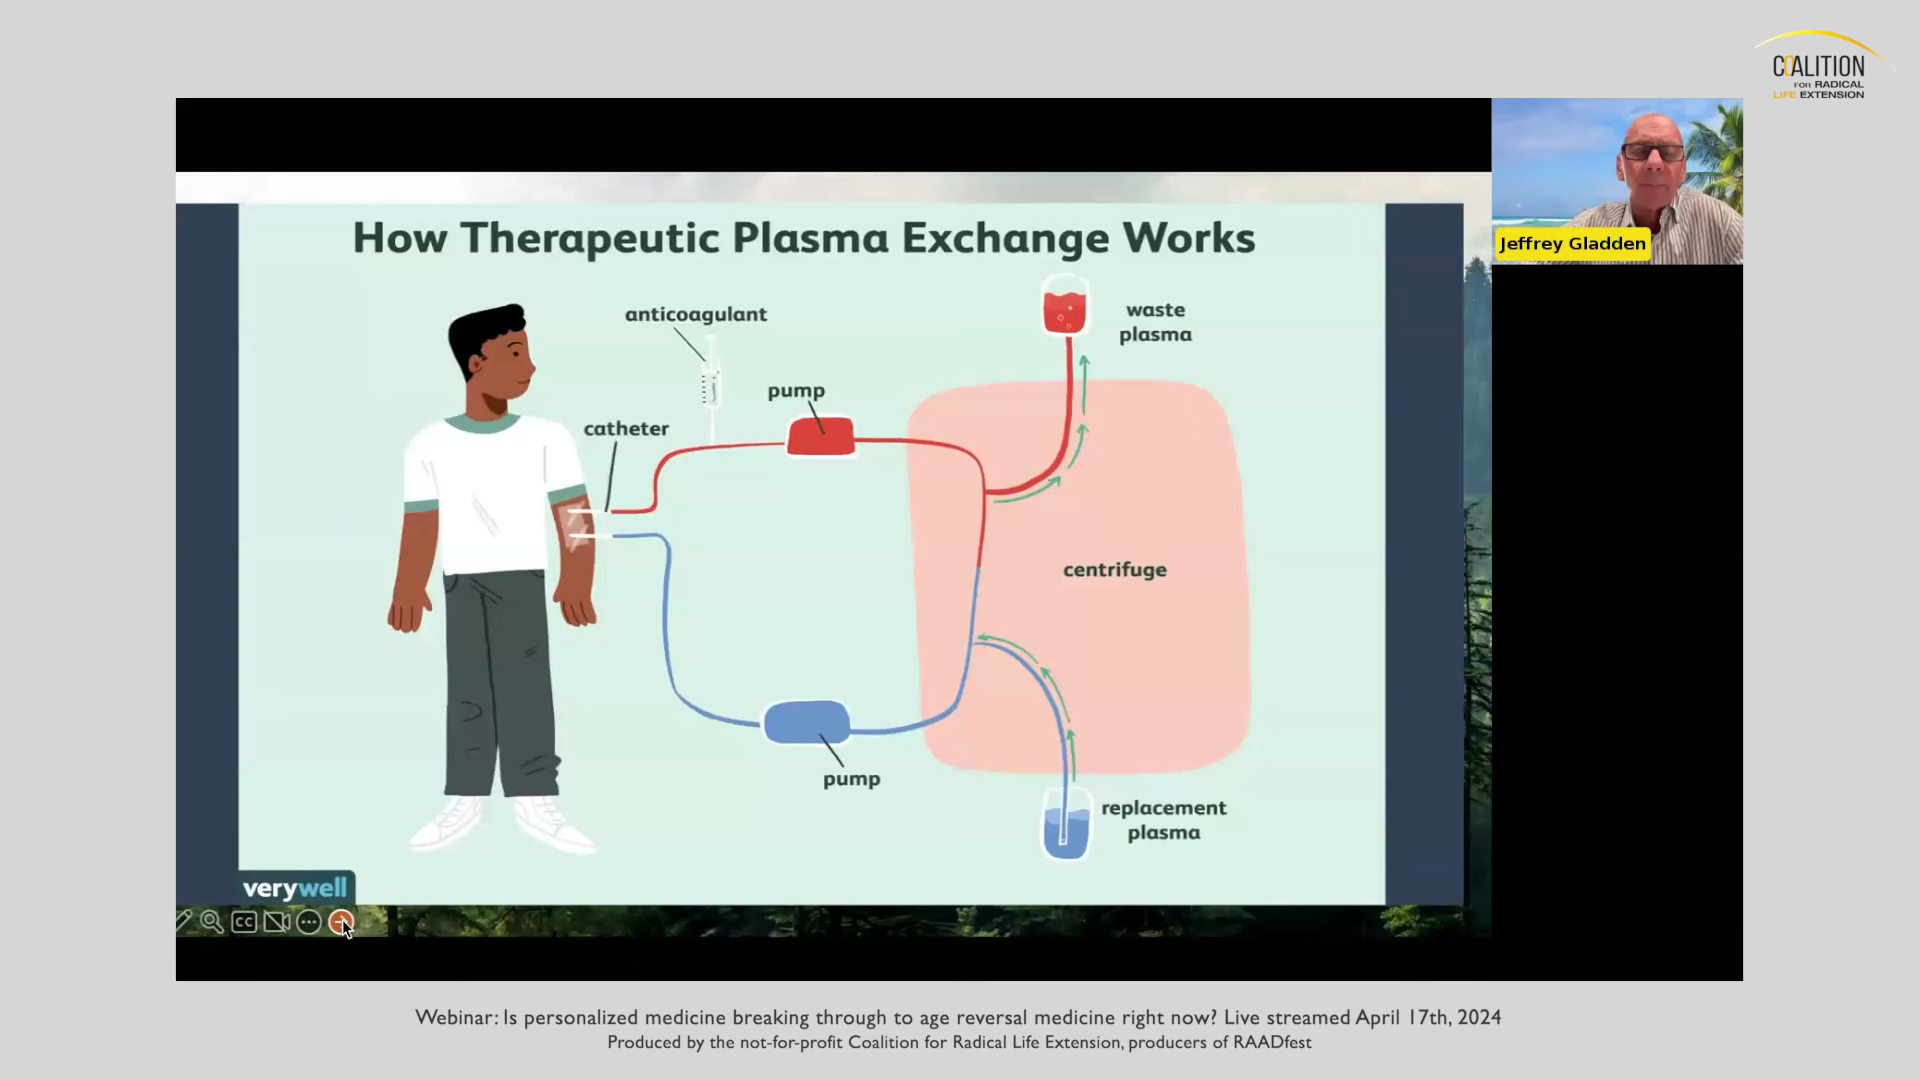 COALITION
FOR RADICAL
LIFE EXTENSION
Jeffrey Gladden
How Therapeutic Plasma Exchange Works
anticoagulant
waste
plasma
pump
catheter
centrifuge
pump
replacement
plasma
verywell
CC
Webinar: Is personalized medicine breaking through to age reversal medicine right now? Live streamed April 17th, 2024
Produced by the not-for-profit Coalition for Radical Life Extension, producers of RAADfest